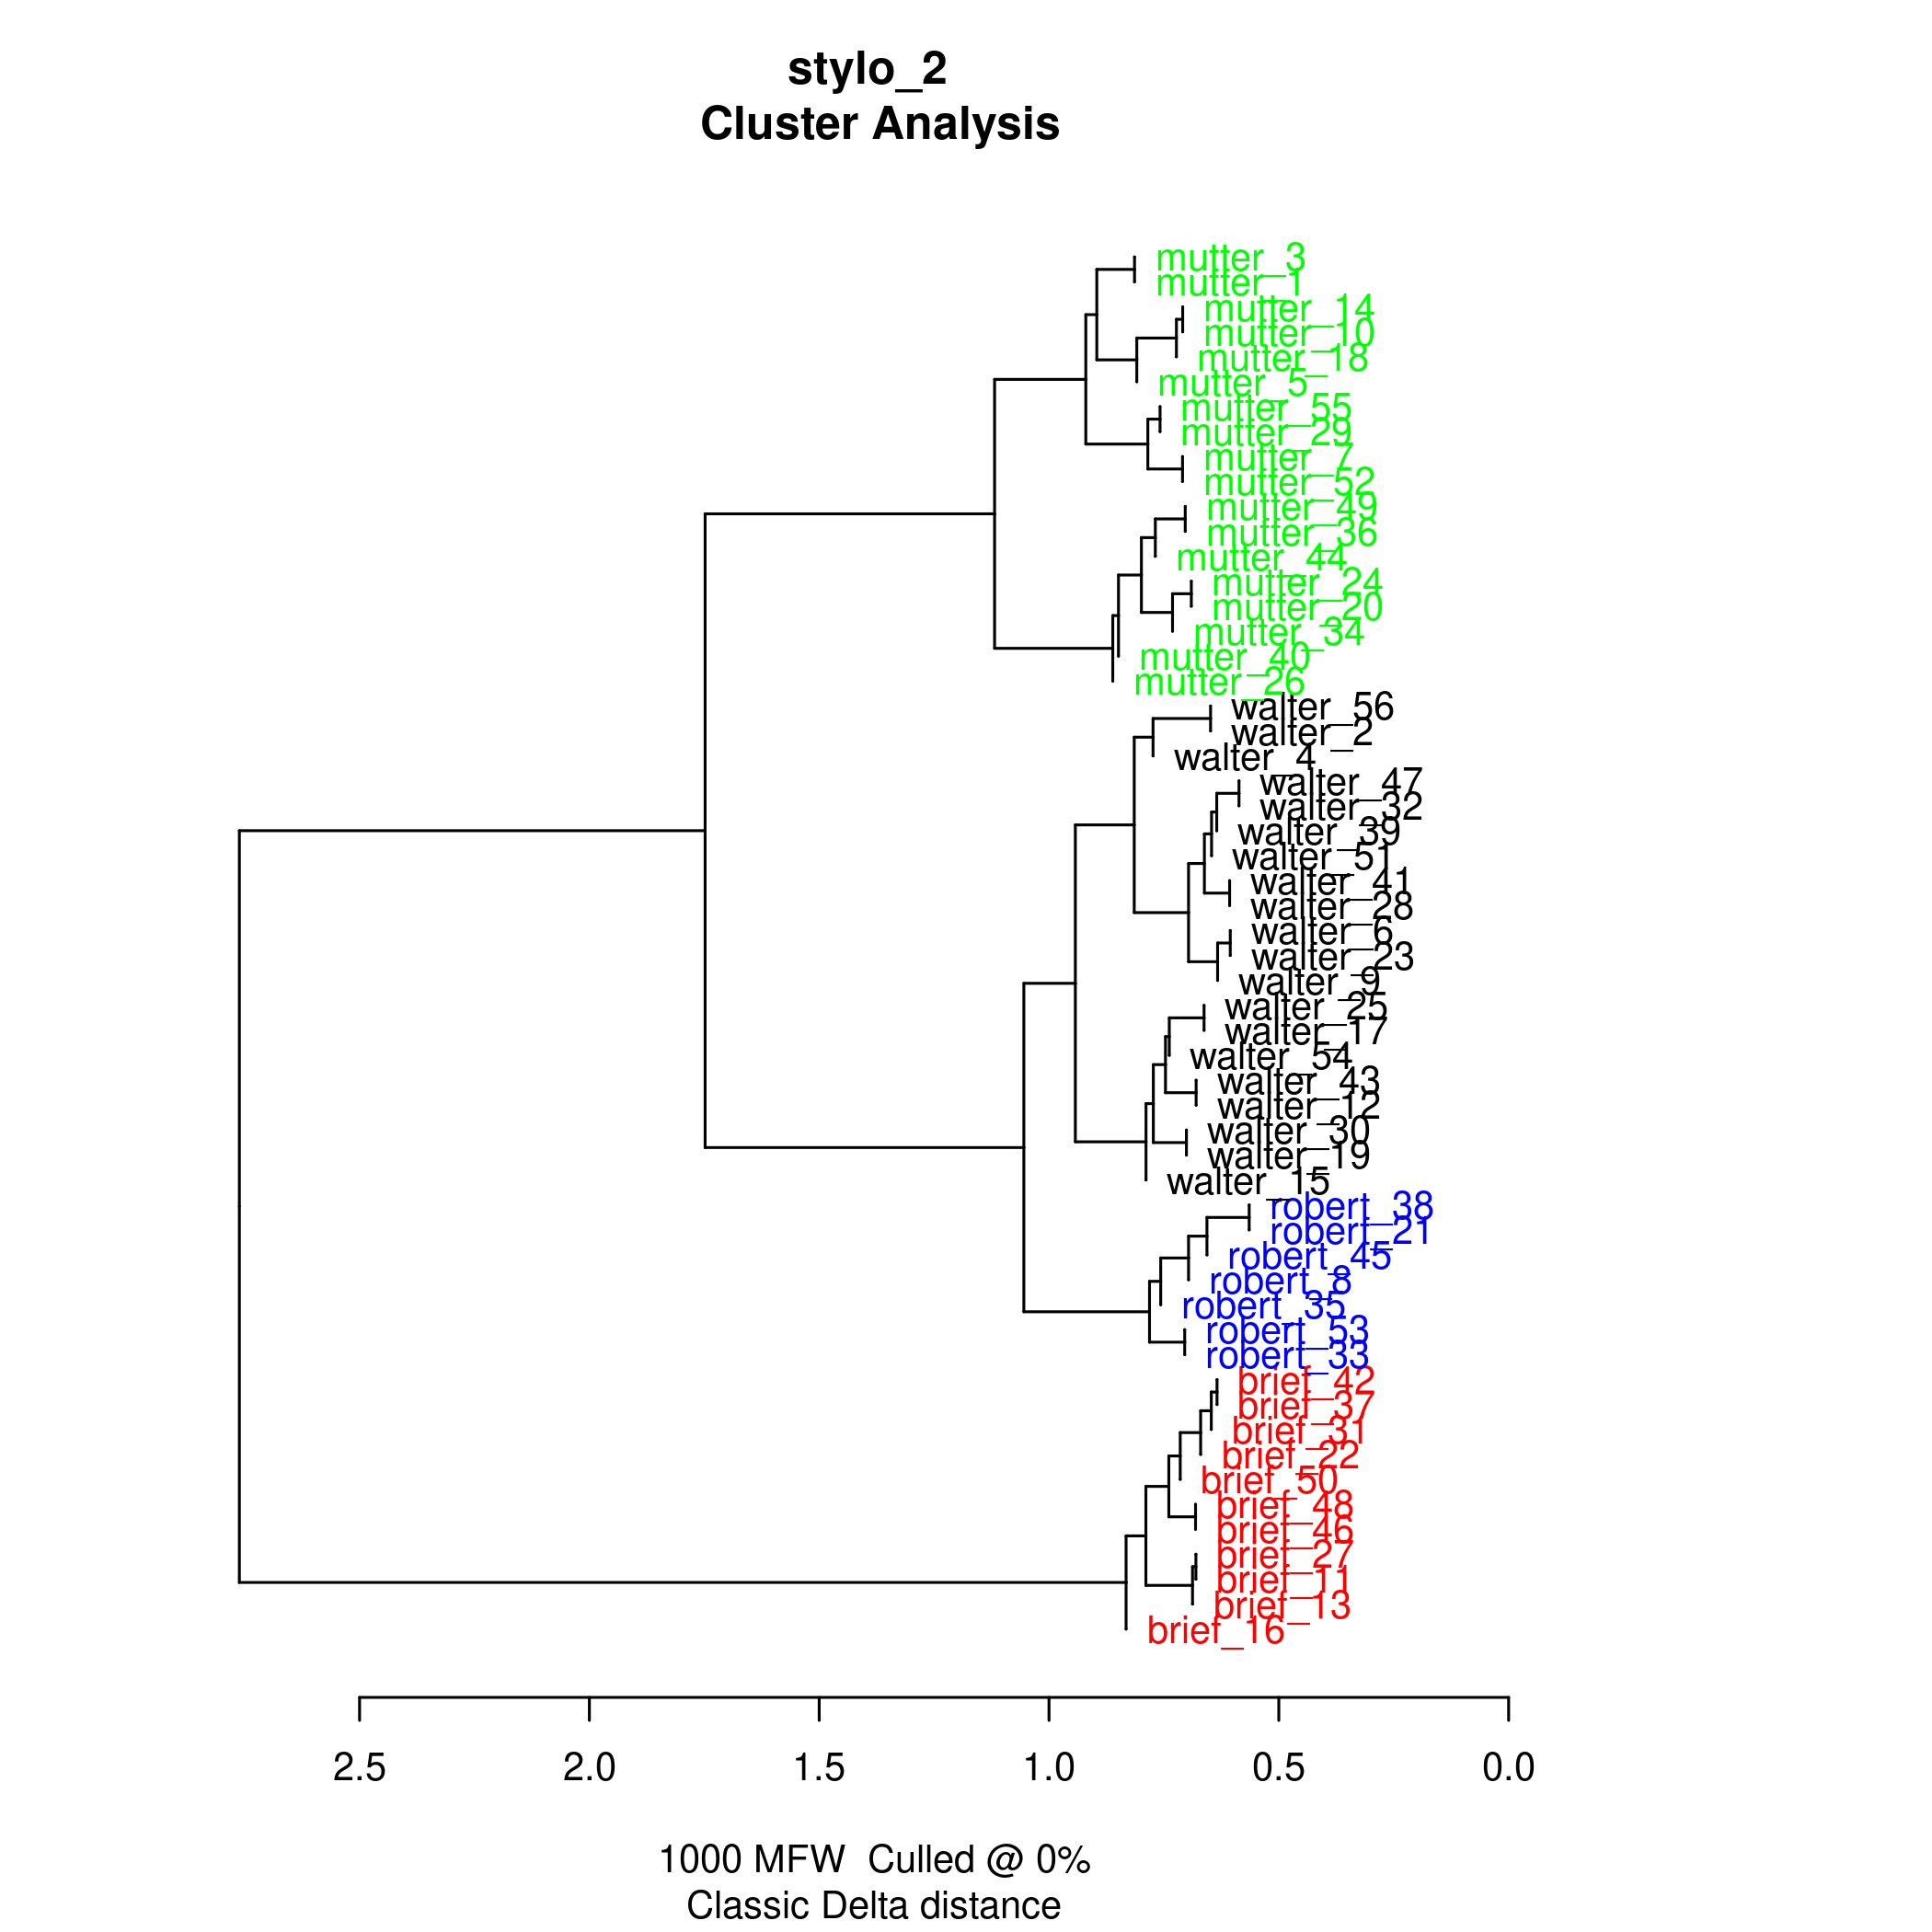 stylo_2
Cluster Analysis
mutter_3
mutter_1
mutter_14
mutter_10
mutter_18
mutter_5
mutter_55
mutter_29
mutter_7
mutter_52
mutter_49
mutter_36
mutter_44
mutter_24
mutter_20
mutter_34
mutter_40
mutter_26
walter_56
walter_2
walter_4
walter_47
walter_32
walter_39
walter_51
walter_41
walter_28
walter_6
walter_23
walter_9
walter_25
walter_17
walter_54
walter_43
walter_12
walter_30
walter_19
walter_15
robert_38
robert_21
robert_45
robert_8
robert_35
robert_53
robert_33
brief_42
brief_37
brief_31
brief_22
brief_50
brief_48
brief_46
brief_27
brief_11
brief_13
brief_16
2.5 2.0 1.5 1.0 0.5 0.0
1000 MFW Culled @ 0%
Classic Delta distance